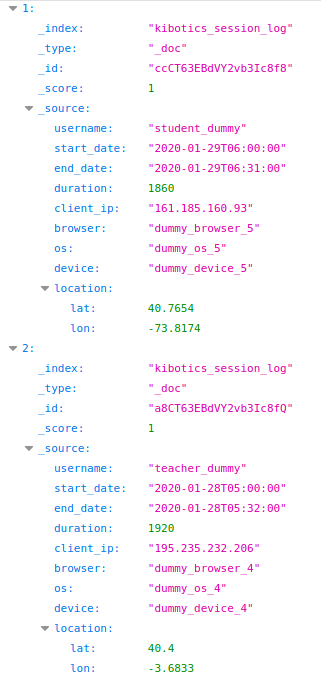 1:
_index: "kibotics_session_log"
_type: "_doc"
_id: "ccCT63EBdVY2vb3Ic8f8"
_score: 1
_source:
username: "student_dummy"
start_date: "2020-01-29T06:00:00"
end_date: "2020-01-29T06:31:00"
duration: 1860
client_ip: "161.185.160.93"
browser: "dummy_browser_5"
os: "dummy_os_5"
device: "dummy_device_5"
location:
lat: 40.7654
lon: -73.8174
2:
_index: "kibotics_session_log"
_type: "_doc"
_id: "a8CT63EBdVY2vb3Ic8fQ"
_score: 1
_source:
username: "teacher_dummy"
start_date: "2020-01-28T05:00:00"
end_date: "2020-01-28T05:32:00"
duration: 1920
client_ip: "195.235.232.206"
browser: "dummy_browser_4"
os: "dummy_os_4"
device: "dummy_device_4"
location:
lat: 40.4
lon: -3.6833